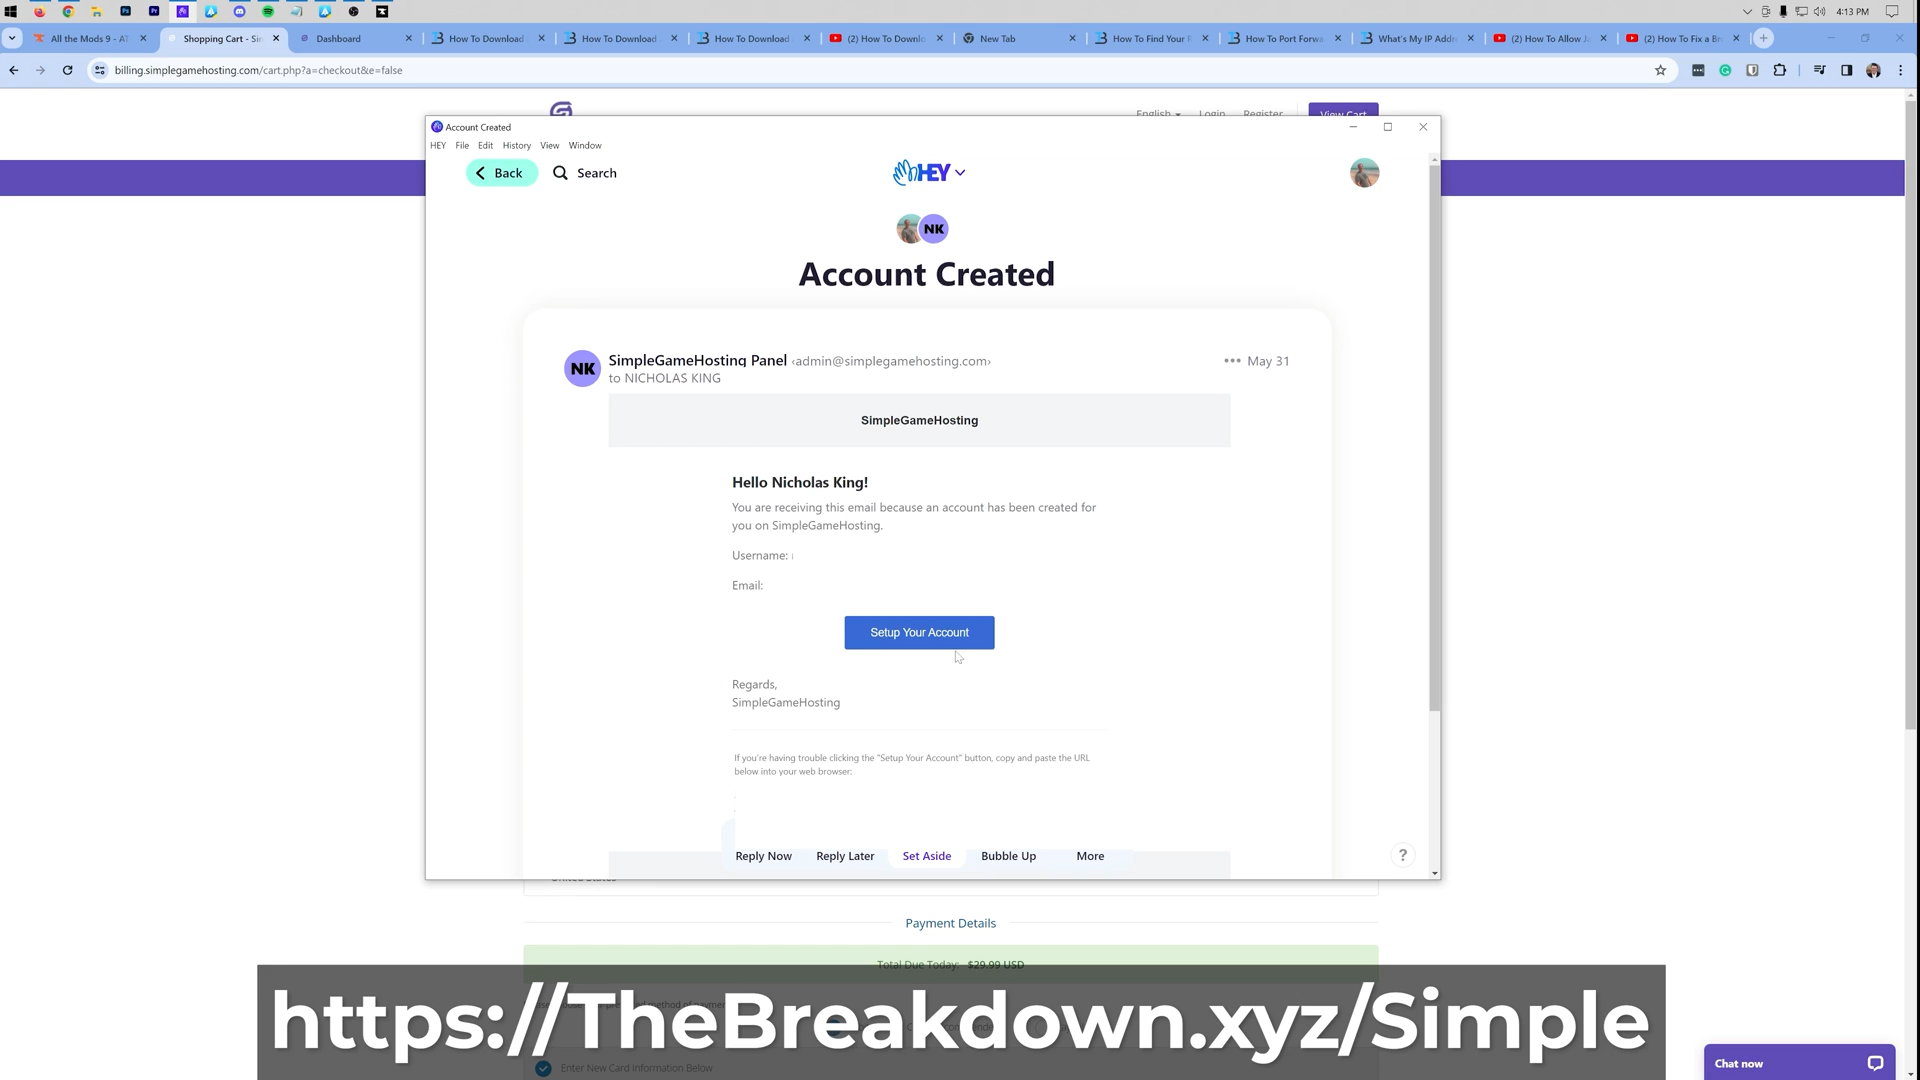 4:13 PM
All the Mods 9 - AT
Shopping Cart - Si
Dashboard
How To Download
How To Download
How To Download
(2) How To Downlo
New Tab
How To Find Your
How To Port Forwa
What's My IP Addr
(2) How To Allow J
(2) How To Fix a Br
billing.simplegamehosting.com/cart.php?a=checkout&e=false
English
Login
Register
View Cart
Account Created
HEY File Edit History View Window
Back
Search
HEY
NK
Account Created
NK
SimpleGameHosting Panel <admin@simplegamehosting.com>
May 31
to NICHOLAS KING
SimpleGameHosting
Hello Nicholas King!
You are receiving this email because an account has been created for
you on SimpleGameHosting.
Username:
Email:
Setup Your Account
Regards,
SimpleGameHosting
If you're having trouble clicking the "Setup Your Account" button, copy and paste the URL
below into your web browser:
Reply Now
Reply Later
Set Aside
Bubble Up
More
?
United States
Payment Details
Total Due Today: $29.99 USD
https://TheBreakdown.xyz/Simple
Enter New Card Information Below
Chat now